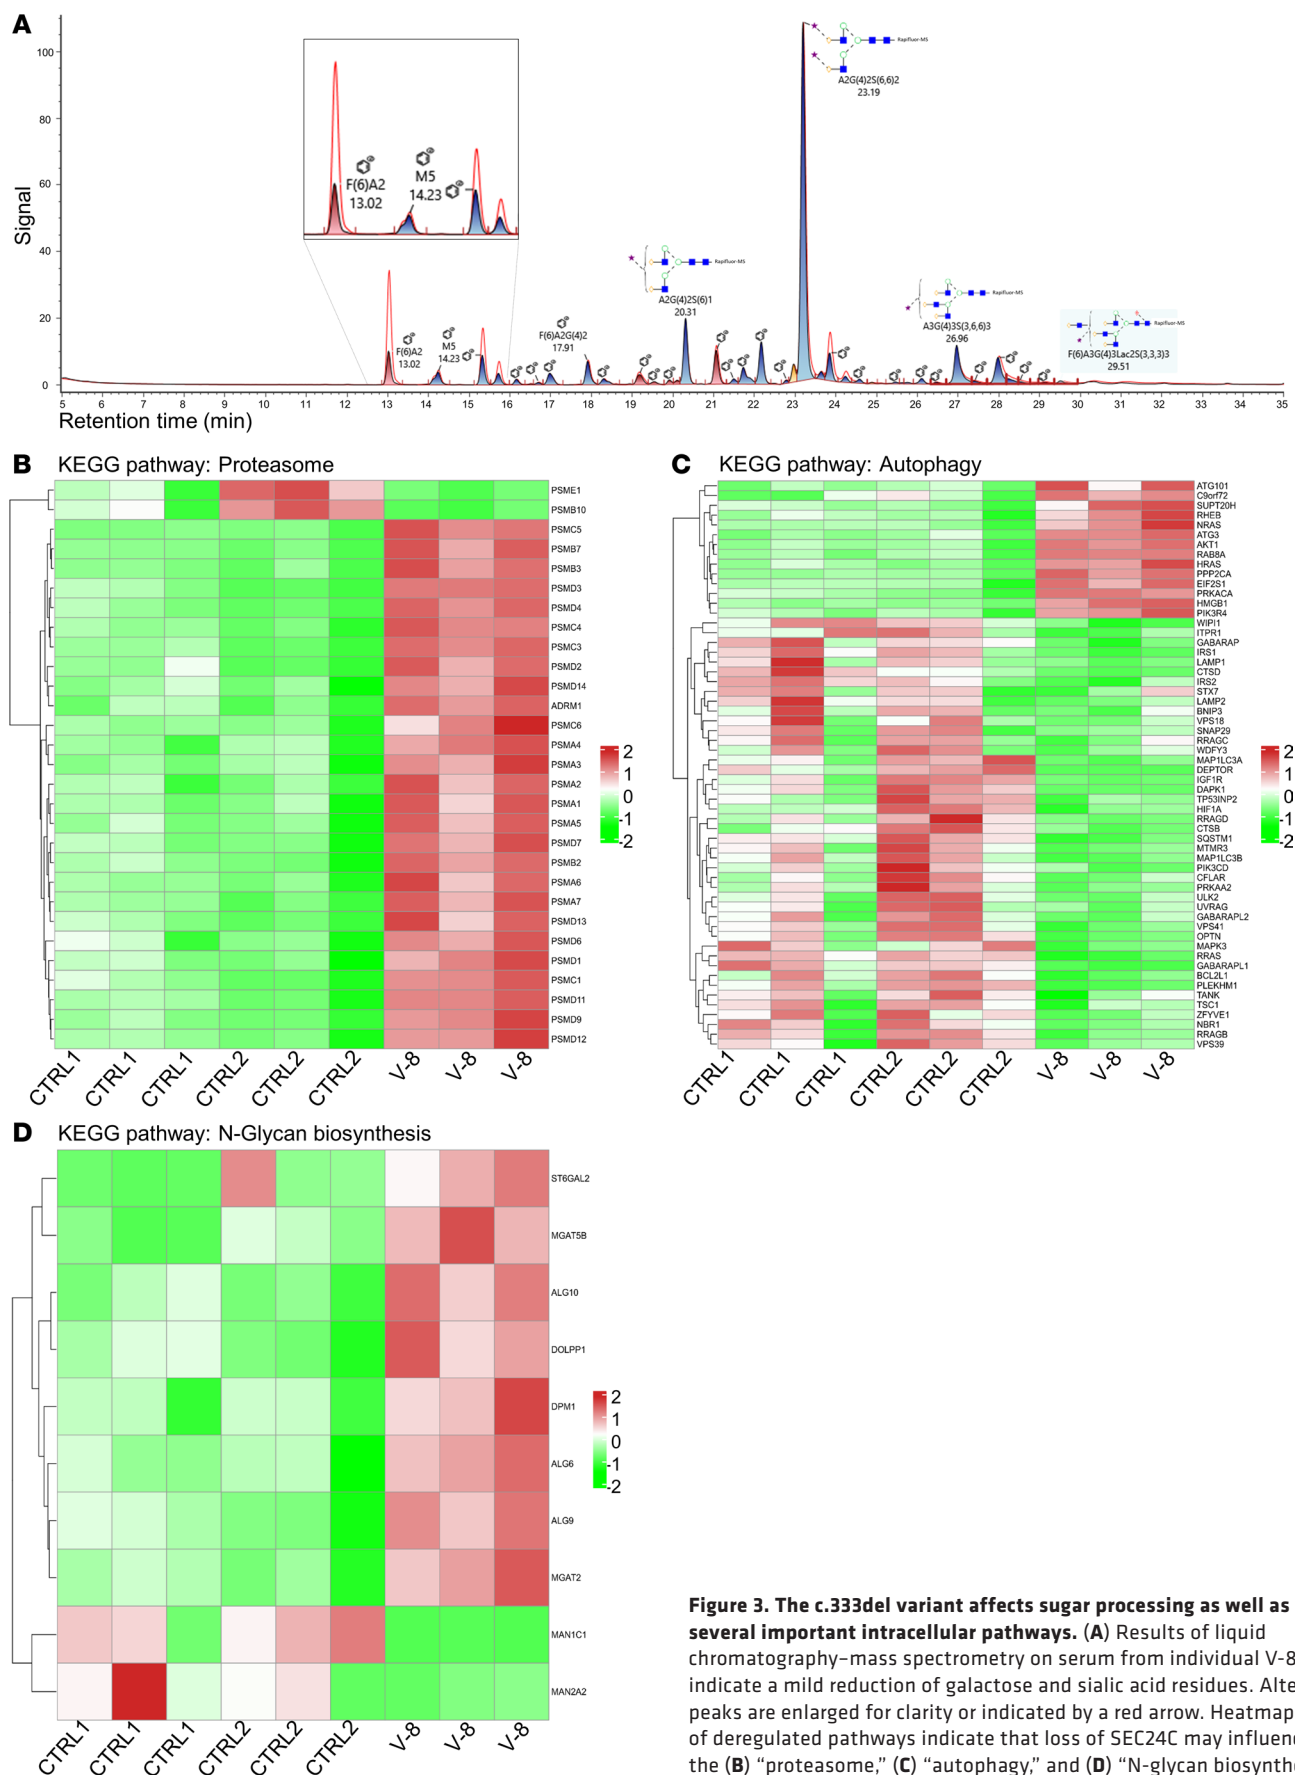 A
100
80
60
40
20
0
Signal
F(6)A2
13.02
M5
14.23
F(6)A2
13.02
M5
14.23
F(6)A2G(4)2
17.91
Rapifluor-MS
A2G(4)2S(6)1
20.31
Rapifluor-MS
A2G(4)2S(6,6)2
23.19
Rapifluor-MS
A3G(4)3S(3,6,6)3
26.96
Rapifluor-MS
F(6)A3G(4)3Lac2S(3,3,3)3
29.51
5 6 7 8 9 10 11 12 13 14 15 16 17 18 19 20 21 22 23 24 25 26 27 28 29 30 31 32 33 34 35
Retention time (min)
B KEGG pathway: Proteasome
PSME1
PSMB10
PSMC5
PSMB7
PSMB3
PSMD3
PSMD4
PSMC4
PSMC3
PSMD2
PSMD14
ADRM1
PSMC6
PSMA4
PSMA3
PSMA2
PSMA1
PSMA5
PSMD7
PSMB2
PSMA6
PSMA7
PSMD13
PSMD6
PSMD1
PSMC1
PSMD11
PSMD9
PSMD12
2
1
0
-1
-2
CTRL1 CTRL1 CTRL1 CTRL2 CTRL2 CTRL2 V-8 V-8 V-8
C KEGG pathway: Autophagy
ATG101
C9orf72
SUPT20H
RHEB
NRAS
ATG3
AKT1
RAB8A
HRAS
PPP2CA
EIF2S1
PRKACA
HMGB1
PIK3R4
WIPI1
ITPR1
GABARAP
IRS1
LAMP1
CTSD
IRS2
STX7
LAMP2
BNIP3
VPS18
SNAP29
RRAGC
WDFY3
MAP1LC3A
DEPTOR
IGF1R
DAPK1
TP53INP2
HIF1A
RRAGD
CTSB
SQSTM1
MTMR3
MAP1LC3B
PIK3CD
CFLAR
PRKAA2
ULK2
UVRAG
GABARAPL2
VPS41
OPTN
MAPK3
RRAS
GABARAPL1
BCL2L1
PLEKHM1
TANK
TSC1
ZFYVE1
NBR1
RRAGB
VPS39
2
1
0
-1
-2
CTRL1 CTRL1 CTRL1 CTRL2 CTRL2 CTRL2 V-8 V-8 V-8
D KEGG pathway: N-Glycan biosynthesis
ST6GAL2
MGAT5B
ALG10
DOLPP1
DPM1
ALG6
ALG9
MGAT2
MAN1C1
MAN2A2
2
1
0
-1
-2
CTRL1 CTRL1 CTRL1 CTRL2 CTRL2 CTRL2 V-8 V-8 V-8
Figure 3. The c.333del variant affects sugar processing as well as
several important intracellular pathways. (A) Results of liquid
chromatography–mass spectrometry on serum from individual V-8
indicate a mild reduction of galactose and sialic acid residues. Alte
peaks are enlarged for clarity or indicated by a red arrow. Heatmap
of deregulated pathways indicate that loss of SEC24C may influen
the (B) “proteasome,” (C) “autophagy,” and (D) “N-glycan biosynthe